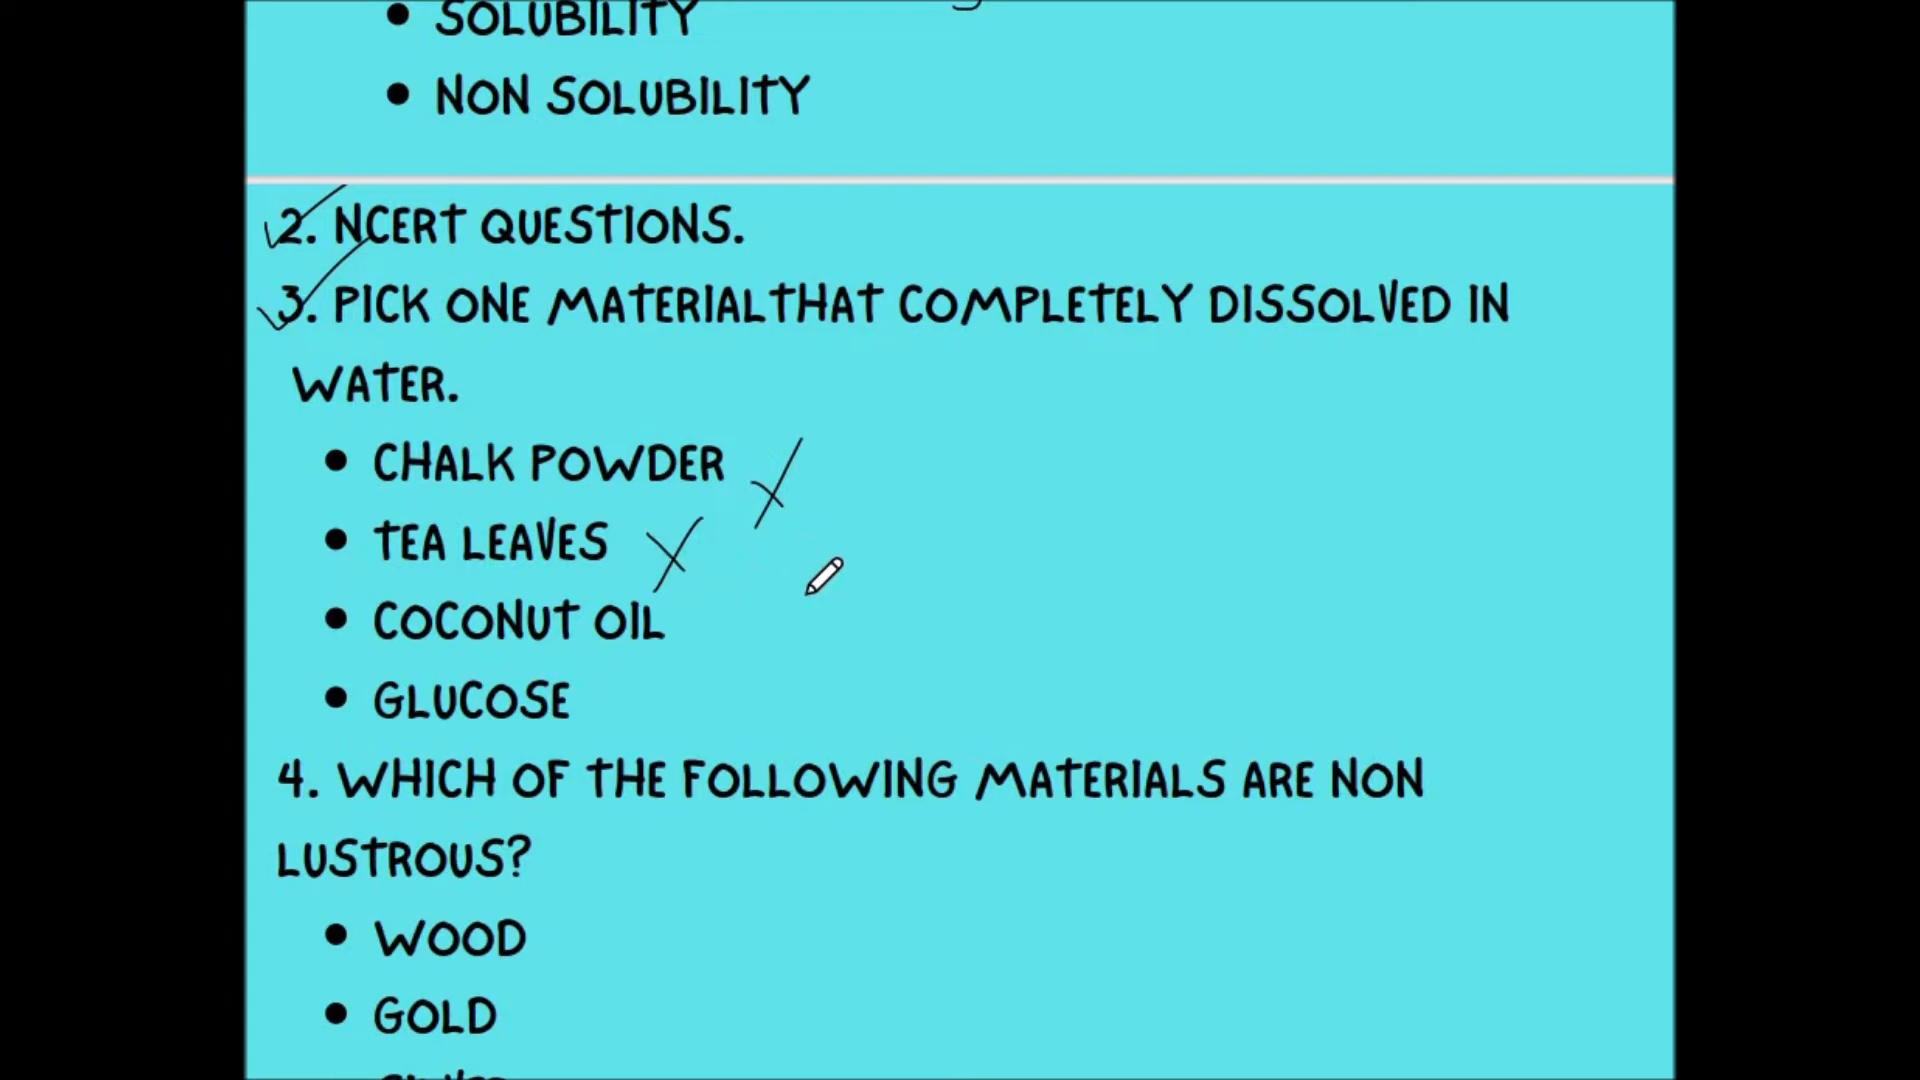 SOLUBILITY
NON SOLUBILITY
2. NCERT QUESTIONS.
3. PICK ONE MATERIALTHAT COMPLETELY DISSOLVED IN
WATER.
CHALK POWDER
TEA LEAVES
COCONUT OIL
GLUCOSE
4. WHICH OF THE FOLLOWING MATERIALS ARE NON
LUSTROUS?
WOOD
GOLD